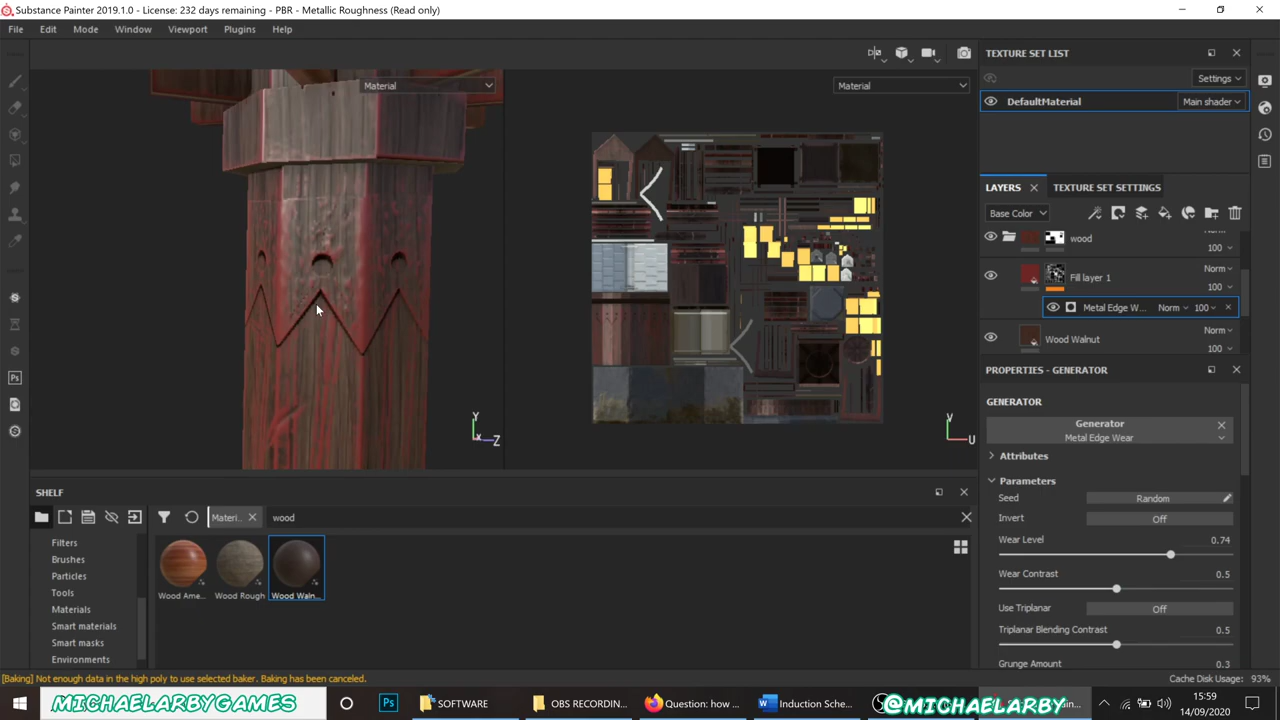 Substance Painter 2019.1.0 - License: 232 days remaining - PBR - Metallic Roughness (Read only)
File Edit Mode Window Viewport Plugins Help
Material
Material
Y
Z
V
U
TEXTURE SET LIST
Settings
DefaultMaterial Main shader
LAYERS TEXTURE SET SETTINGS
Base Color
Norm
wood 100
Fill layer 1 Norm
100
Metal Edge W... Norm 100
Wood Walnut Norm
100
PROPERTIES - GENERATOR
GENERATOR
Generator
Metal Edge Wear
Attributes
Parameters
Seed Random
Invert Off
Wear Level 0.74
Wear Contrast 0.5
Use Triplanar Off
Triplanar Blending Contrast 0.5
Grunge Amount 0.3
SHELF
Materi... wood
Filters
Brushes
Particles
Tools
Materials
Smart materials
Smart masks
Environments
Wood Ame... Wood Rough Wood Waln...
[Baking] Not enough data in the high poly to use selected baker. Baking has been canceled.
Cache Disk Usage: 93%
MICHAELARBYGAMES
Ps
SOFTWARE
OBS RECORDIN...
Question: how ...
Induction Sche...
@MICHAELARBY
15:59
14/09/2020